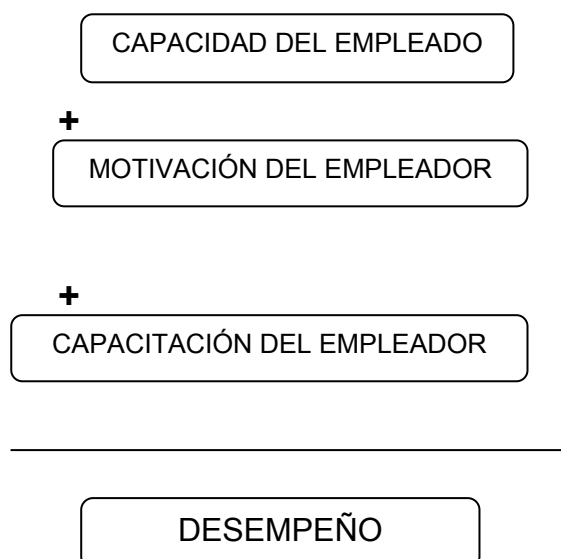 CAPACIDAD DEL EMPLEADO
+
MOTIVACIÓN DEL EMPLEADOR
+
CAPACITACIÓN DEL EMPLEADOR
DESEMPEÑO